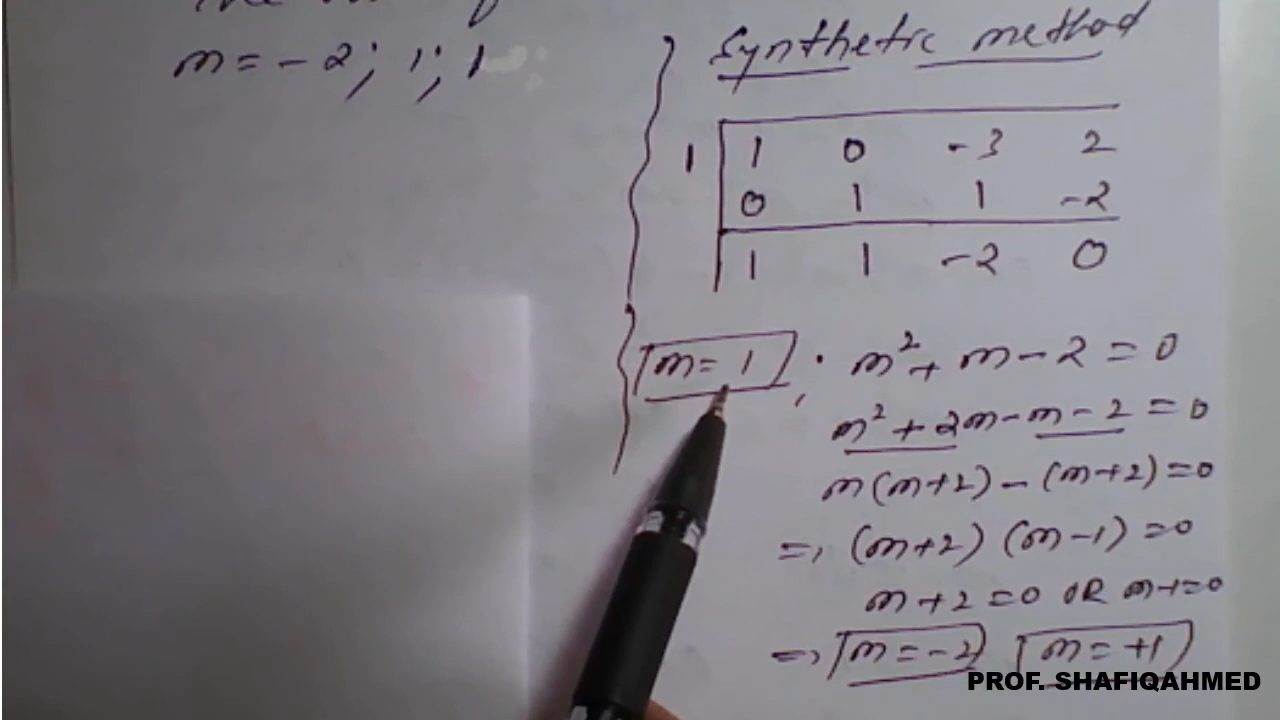 m = -2; 1; 1
Synthetic method
1 | 1 0 -3 2
0 1 1 -2
1 1 -2 0
m = 1 , m² + m - 2 = 0
m² + 2m - m - 2 = 0
m(m+2) - (m+2) = 0
=> (m+2) (m-1) = 0
m + 2 = 0 OR m-1 = 0
=> m = -2 m = +1
PROF. SHAFIQAHMED